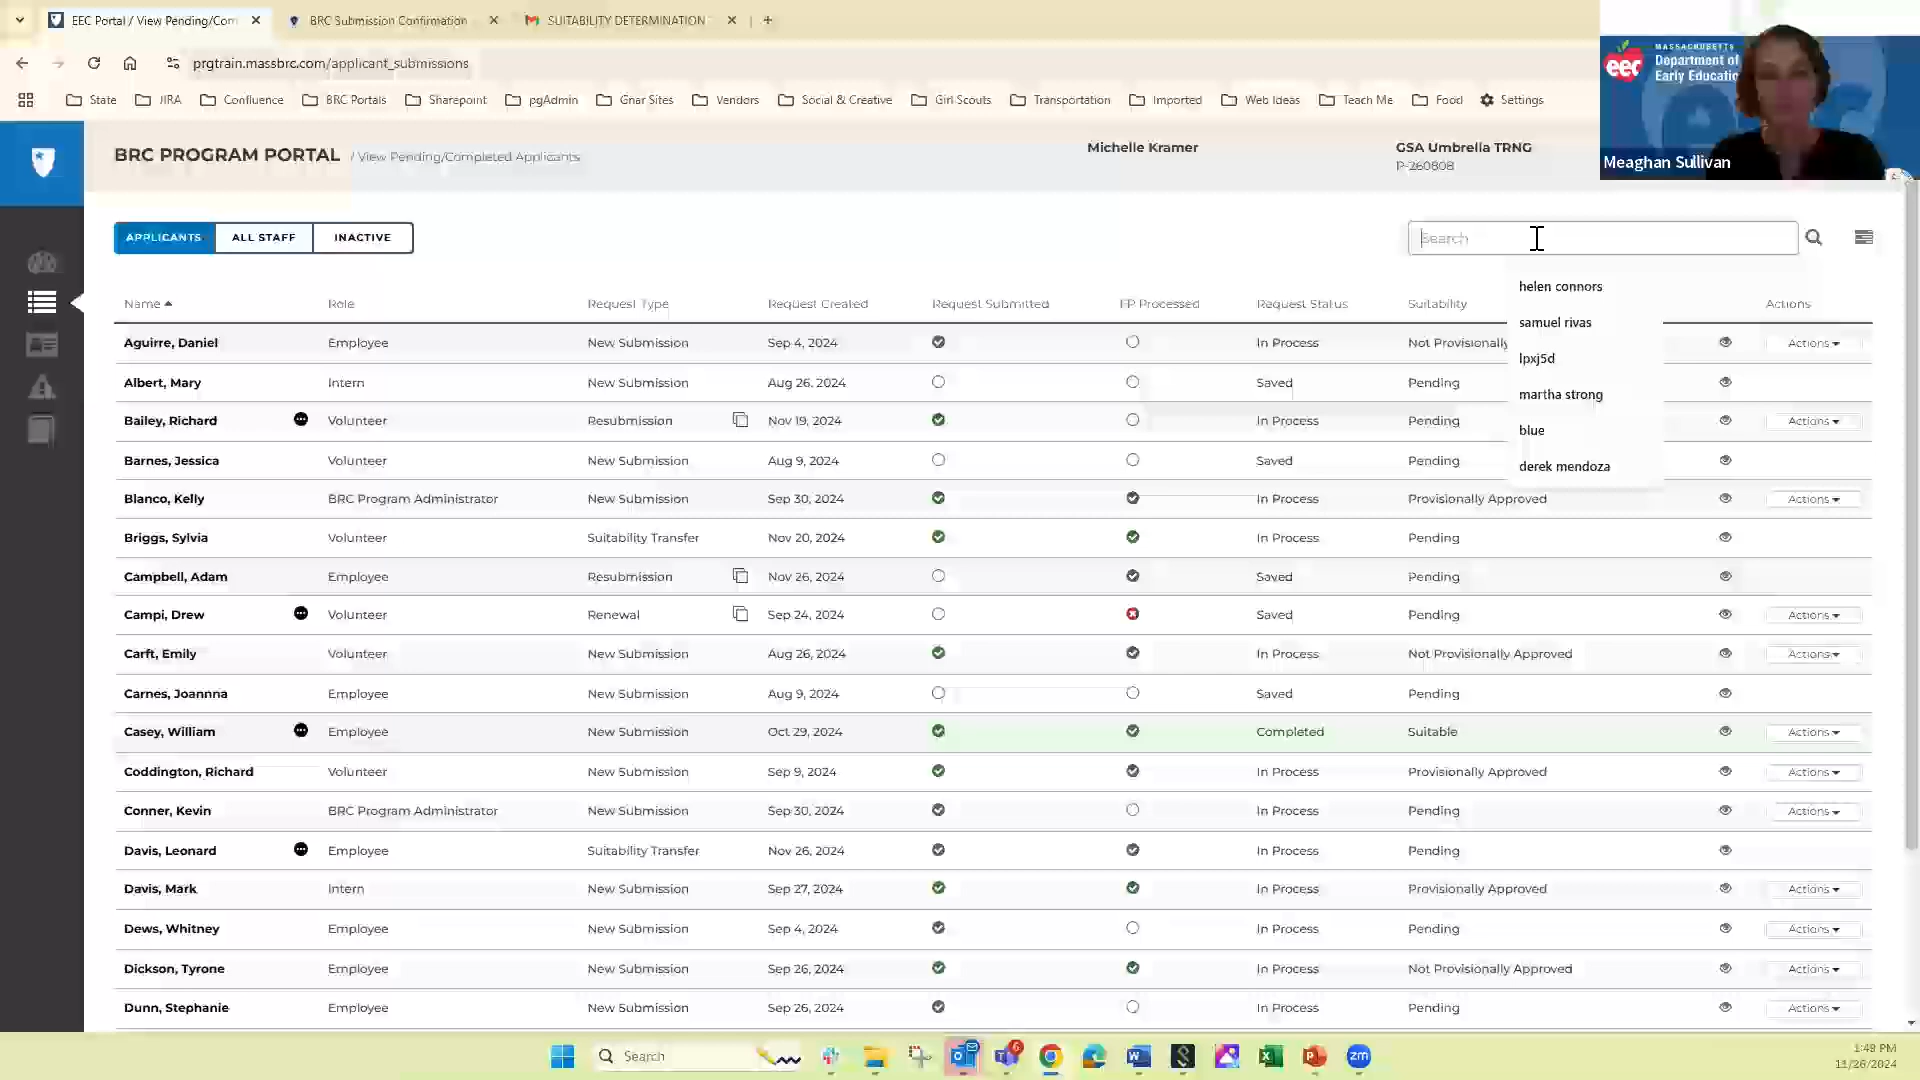 EEC Portal / View Pending/Com
BRC Submission Confirmation
SUITABILITY DETERMINATION
prgtrain.massbrc.com/applicant_submissions
State JIRA Confluence BRC Portals Sharepoint pgAdmin Gnar Sites Vendors Social & Creative Girl Scouts Transportation Imported Web Ideas Teach Me Food Settings
eec MASSACHUSETTS
Department of
Early Educatio
Meaghan Sullivan
BRC PROGRAM PORTAL / View Pending/Completed Applicants
Michelle Kramer
GSA Umbrella TRNG
P-260808
APPLICANTS ALL STAFF INACTIVE
Search
helen connors
samuel rivas
lpxj5d
martha strong
blue
derek mendoza
Name Role Request Type Request Created Request Submitted FP Processed Request Status Suitability Actions
Aguirre, Daniel Employee New Submission Sep 4, 2024 In Process Not Provisionally Actions
Albert, Mary Intern New Submission Aug 26, 2024 Saved Pending
Bailey, Richard Volunteer Resubmission Nov 19, 2024 In Process Pending Actions
Barnes, Jessica Volunteer New Submission Aug 9, 2024 Saved Pending
Blanco, Kelly BRC Program Administrator New Submission Sep 30, 2024 In Process Provisionally Approved Actions
Briggs, Sylvia Volunteer Suitability Transfer Nov 20, 2024 In Process Pending
Campbell, Adam Employee Resubmission Nov 26, 2024 Saved Pending
Campi, Drew Volunteer Renewal Sep 24, 2024 Saved Pending Actions
Carft, Emily Volunteer New Submission Aug 26, 2024 In Process Not Provisionally Approved Actions
Carnes, Joannna Employee New Submission Aug 9, 2024 Saved Pending
Casey, William Employee New Submission Oct 29, 2024 Completed Suitable Actions
Coddington, Richard Volunteer New Submission Sep 9, 2024 In Process Provisionally Approved Actions
Conner, Kevin BRC Program Administrator New Submission Sep 30, 2024 In Process Pending Actions
Davis, Leonard Employee Suitability Transfer Nov 26, 2024 In Process Pending
Davis, Mark Intern New Submission Sep 27, 2024 In Process Provisionally Approved Actions
Dews, Whitney Employee New Submission Sep 4, 2024 In Process Pending Actions
Dickson, Tyrone Employee New Submission Sep 26, 2024 In Process Not Provisionally Approved Actions
Dunn, Stephanie Employee New Submission Sep 26, 2024 In Process Pending Actions
Search
6
zm
1:49 PM
11/26/2024